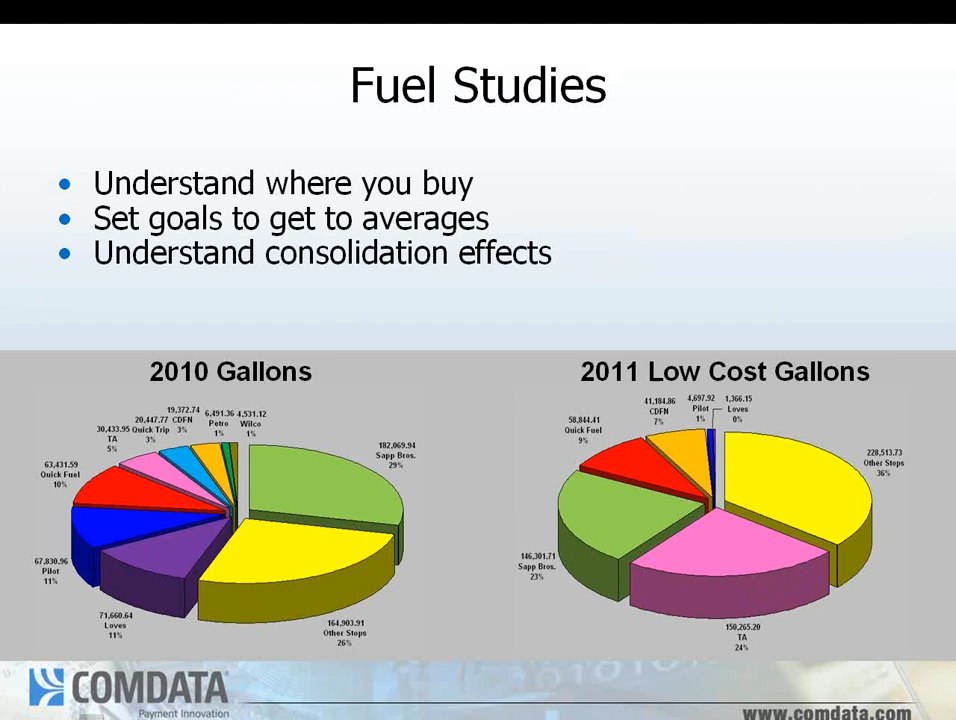 Fuel Studies
• Understand where you buy
• Set goals to get to averages
• Understand consolidation effects
2010 Gallons
182,069.94
Sapp Bros.
29%
164,903.91
Other Stops
26%
71,660.64
Loves
11%
67,830.96
Pilot
11%
63,431.59
Quick Fuel
10%
30,433.95
TA
5%
20,447.77
Quick Trip
3%
19,372.74
CDFN
3%
6,491.36
Petro
1%
4,531.12
Wilco
1%
2011 Low Cost Gallons
228,513.73
Other Stops
36%
150,265.20
TA
24%
146,301.71
Sapp Bros.
23%
58,844.41
Quick Fuel
9%
41,184.86
CDFN
7%
4,697.92
Pilot
1%
1,366.15
Loves
0%
COMDATA
Payment Innovation
www.comdata.com